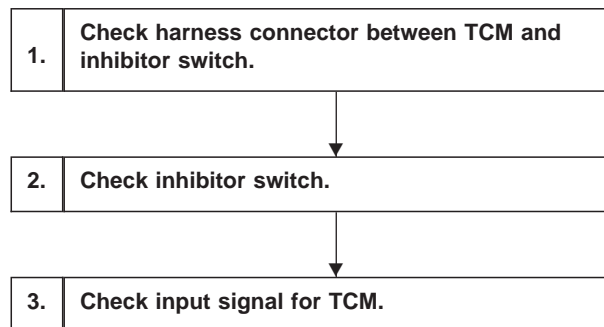 1. Check harness connector between TCM and
inhibitor switch.
2. Check inhibitor switch.
3. Check input signal for TCM.